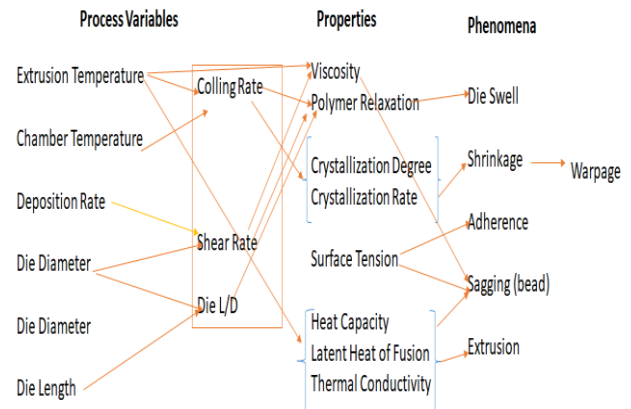 Process Variables
Properties
Phenomena
Extrusion Temperature
Colling Rate
Viscosity
Polymer Relaxation
Die Swell
Chamber Temperature
Crystallization Degree
Crystallization Rate
Shrinkage
Warpage
Deposition Rate
Shear Rate
Adherence
Die Diameter
Surface Tension
Sagging (bead)
Die L/D
Die Diameter
Heat Capacity
Latent Heat of Fusion
Thermal Conductivity
Extrusion
Die Length